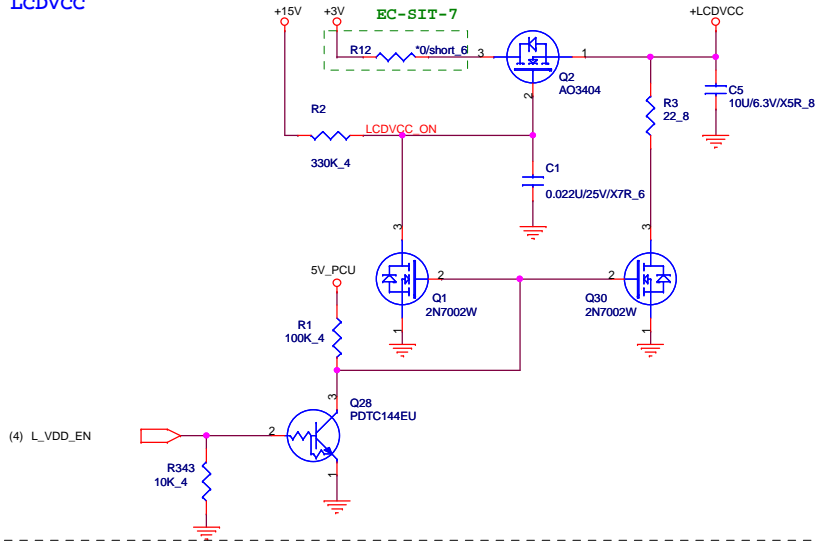 LCDVCC
+15V
+3V
EC-SIT-7
+LCDVCC
R12
*0/short_6
3
1
Q2
AO3404
2
C5
10U/6.3V/X5R_8
R3
22_8
R2
LCDVCC_ON
330K_4
C1
0.022U/25V/X7R_6
3
3
5V_PCU
2
2
Q1
2N7002W
Q30
2N7002W
R1
100K_4
1
1
3
Q28
PDTC144EU
(4) L_VDD_EN
2
R343
10K_4
1